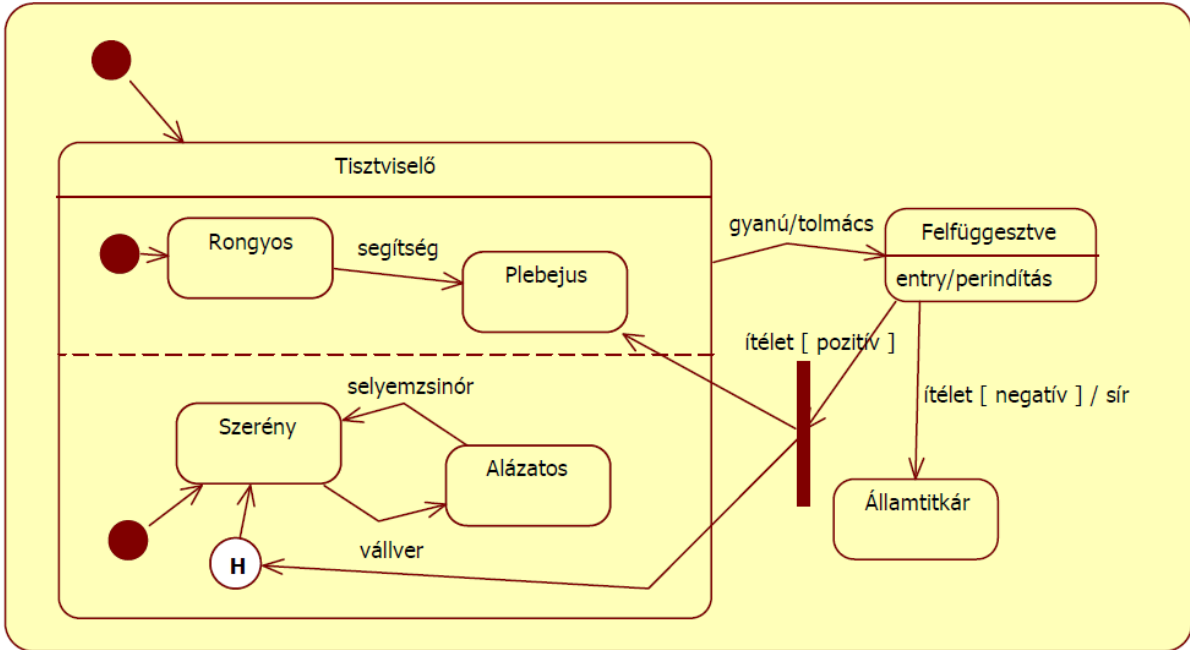 Tisztviselő
Rongyos
segítség
Plebejus
gyanú/tolmács
Felfüggesztve
entry/perindítás
ítélet [ pozitív ]
ítélet [ negatív ] / sír
selyemzsinór
Szerény
Alázatos
vállver
H
Államtitkár